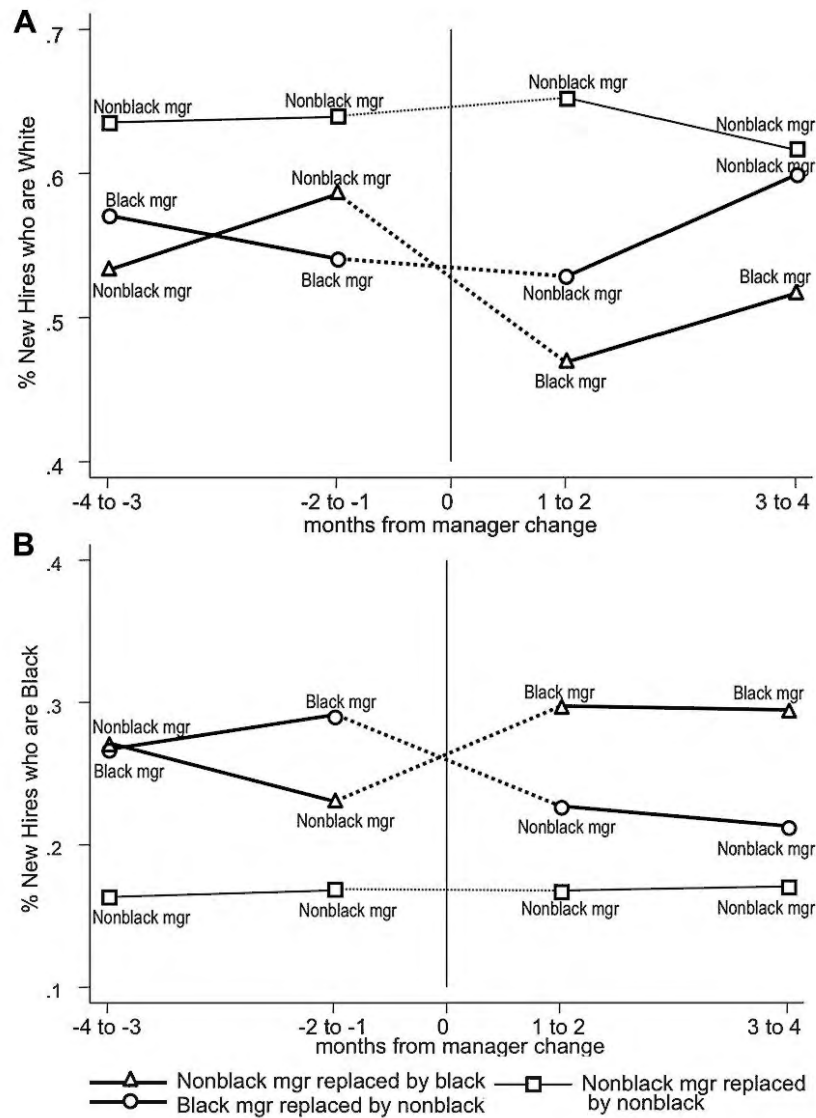 A
.7
.6
.5
.4
% New Hires who are White
Nonblack mgr
Nonblack mgr
Nonblack mgr
Nonblack mgr
Nonblack mgr
Nonblack mgr
Black mgr
Black mgr
Nonblack mgr
Black mgr
Nonblack mgr
Black mgr
-4 to -3
-2 to -1
0
1 to 2
3 to 4
months from manager change
B
.4
.3
.2
.1
% New Hires who are Black
Black mgr
Black mgr
Black mgr
Nonblack mgr
Black mgr
Nonblack mgr
Nonblack mgr
Nonblack mgr
Nonblack mgr
Nonblack mgr
Nonblack mgr
Nonblack mgr
-4 to -3
-2 to -1
0
1 to 2
3 to 4
months from manager change
Nonblack mgr replaced by black
Black mgr replaced by nonblack
Nonblack mgr replaced
by nonblack